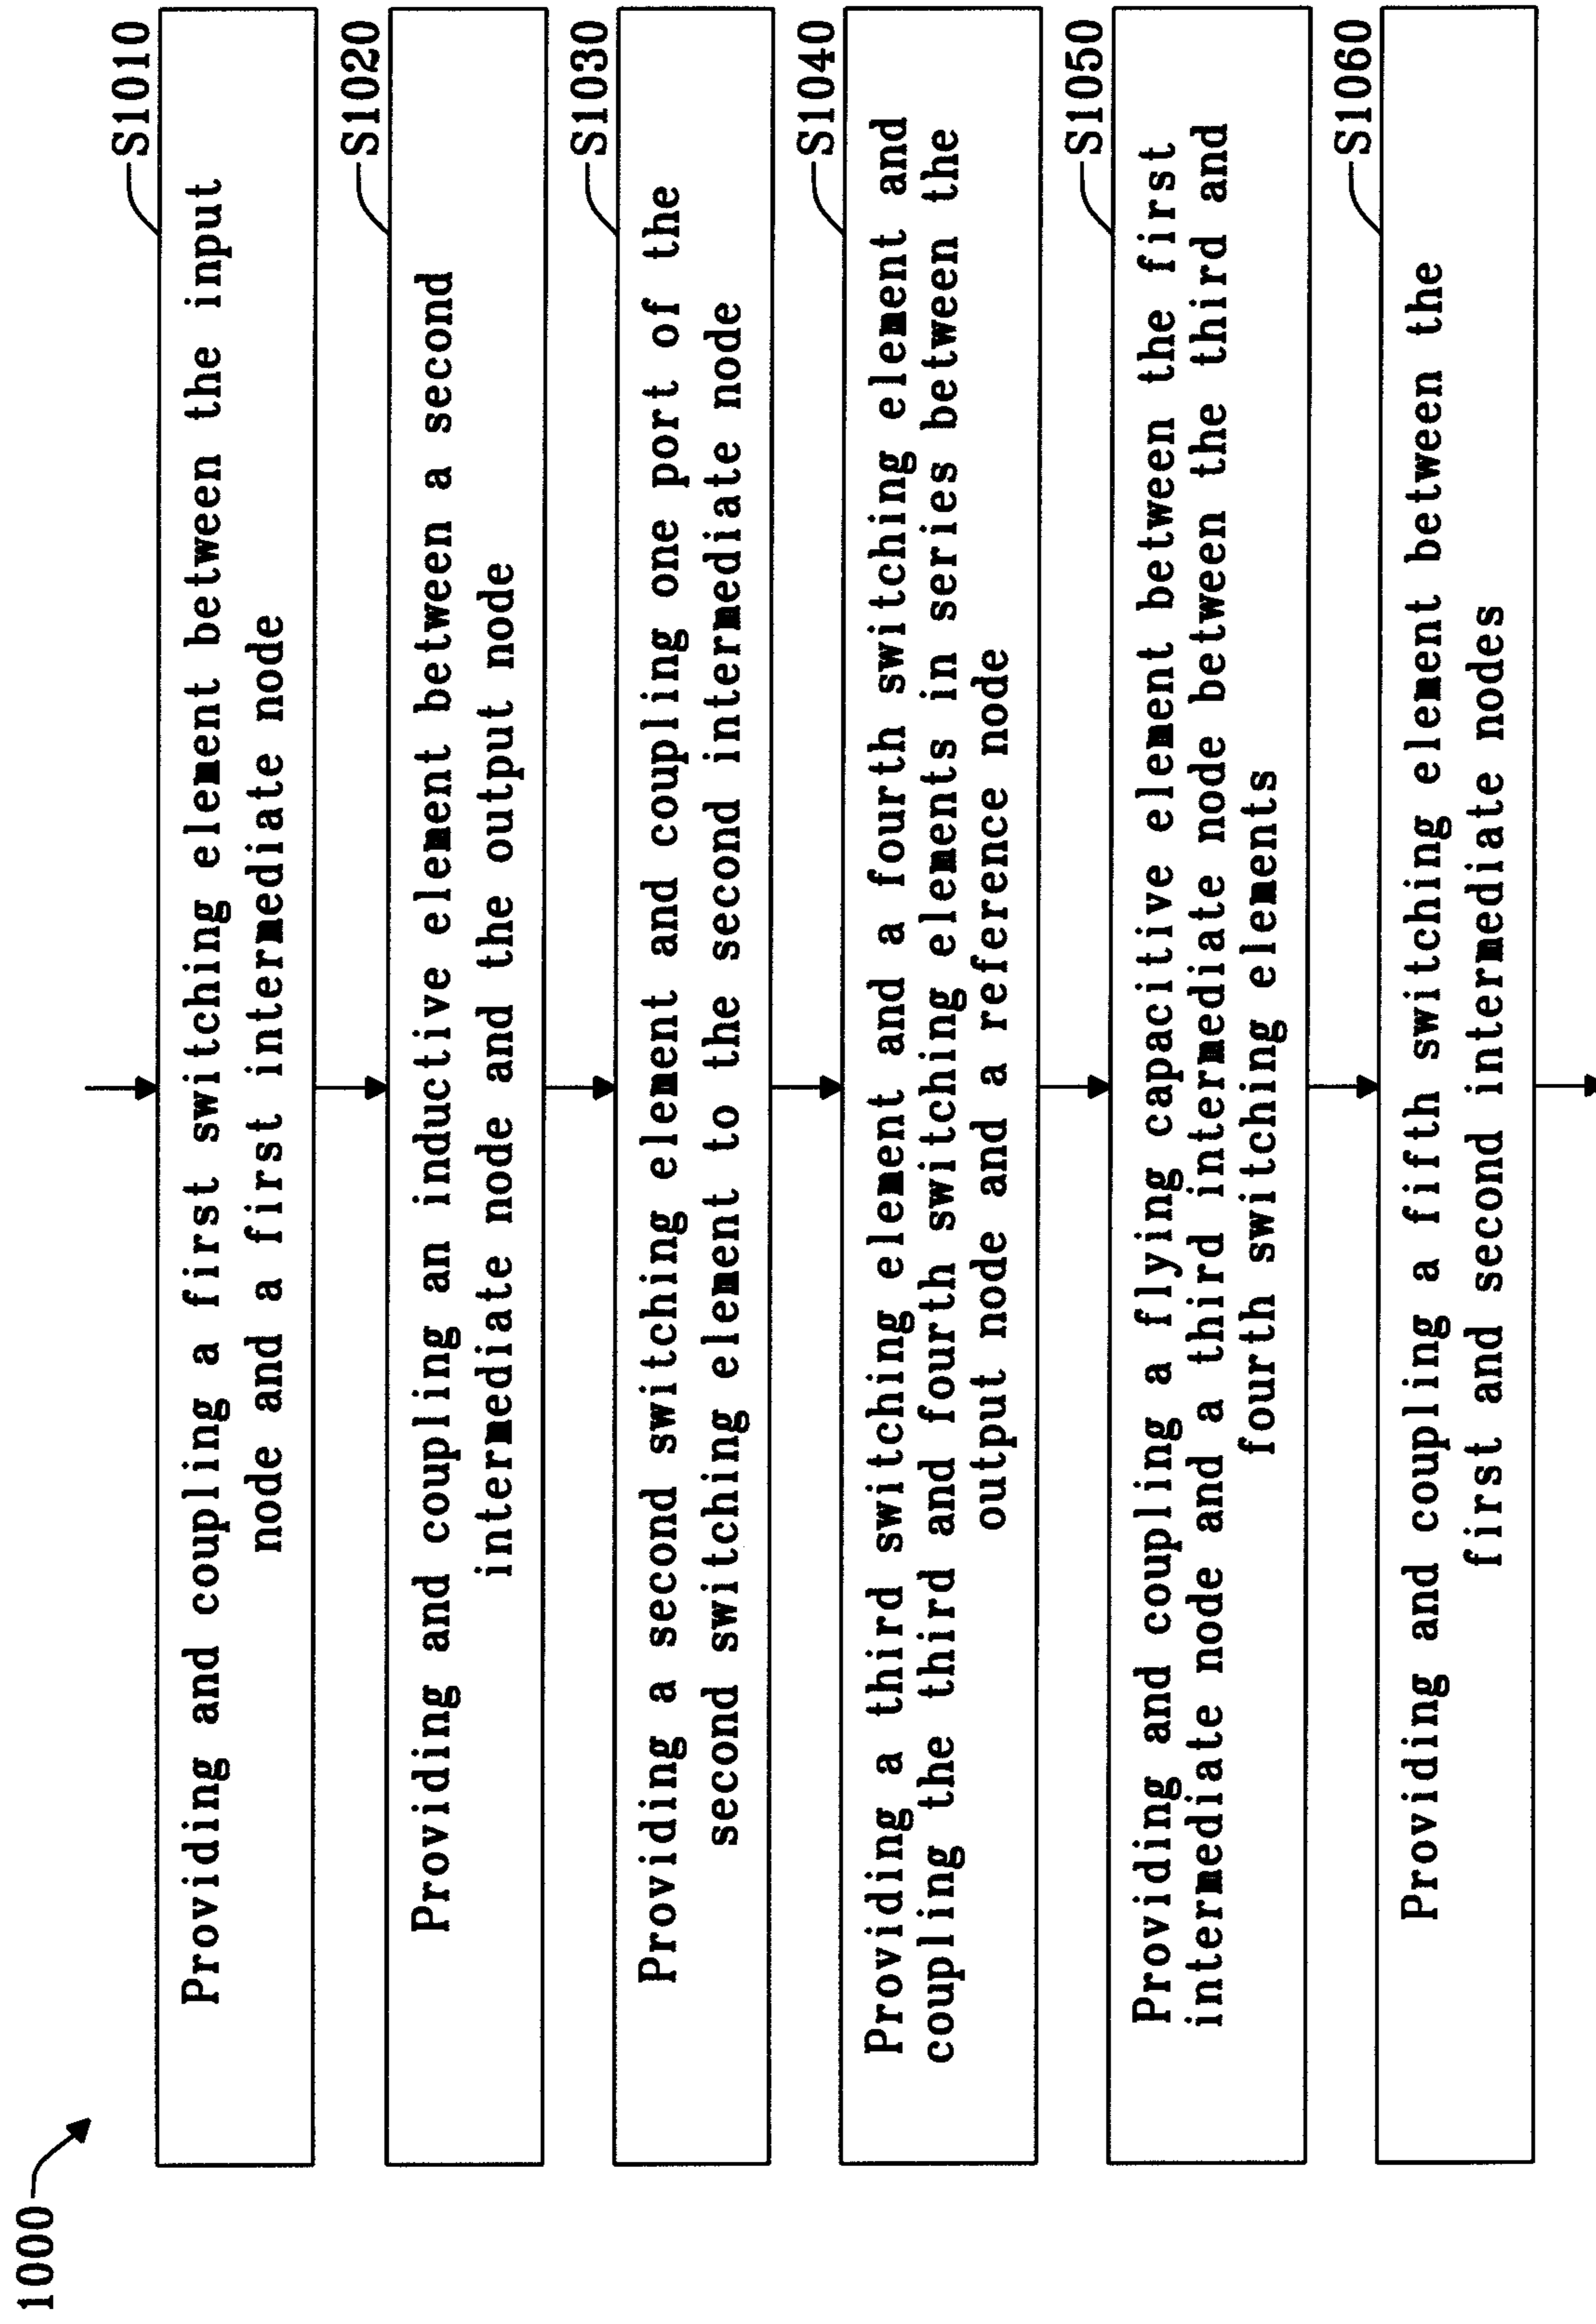 1000
S1010
Providing and coupling a first switching element between the input
node and a first intermediate node
S1020
Providing and coupling an inductive element between a second
intermediate node and the output node
S1030
Providing a second switching element and coupling one port of the
second switching element to the second intermediate node
S1040
Providing a third switching element and a fourth switching element and
coupling the third and fourth switching elements in series between the
output node and a reference node
S1050
Providing and coupling a flying capacitive element between the first
intermediate node and a third intermediate node between the third and
fourth switching elements
S1060
Providing and coupling a fifth switching element between the
first and second intermediate nodes